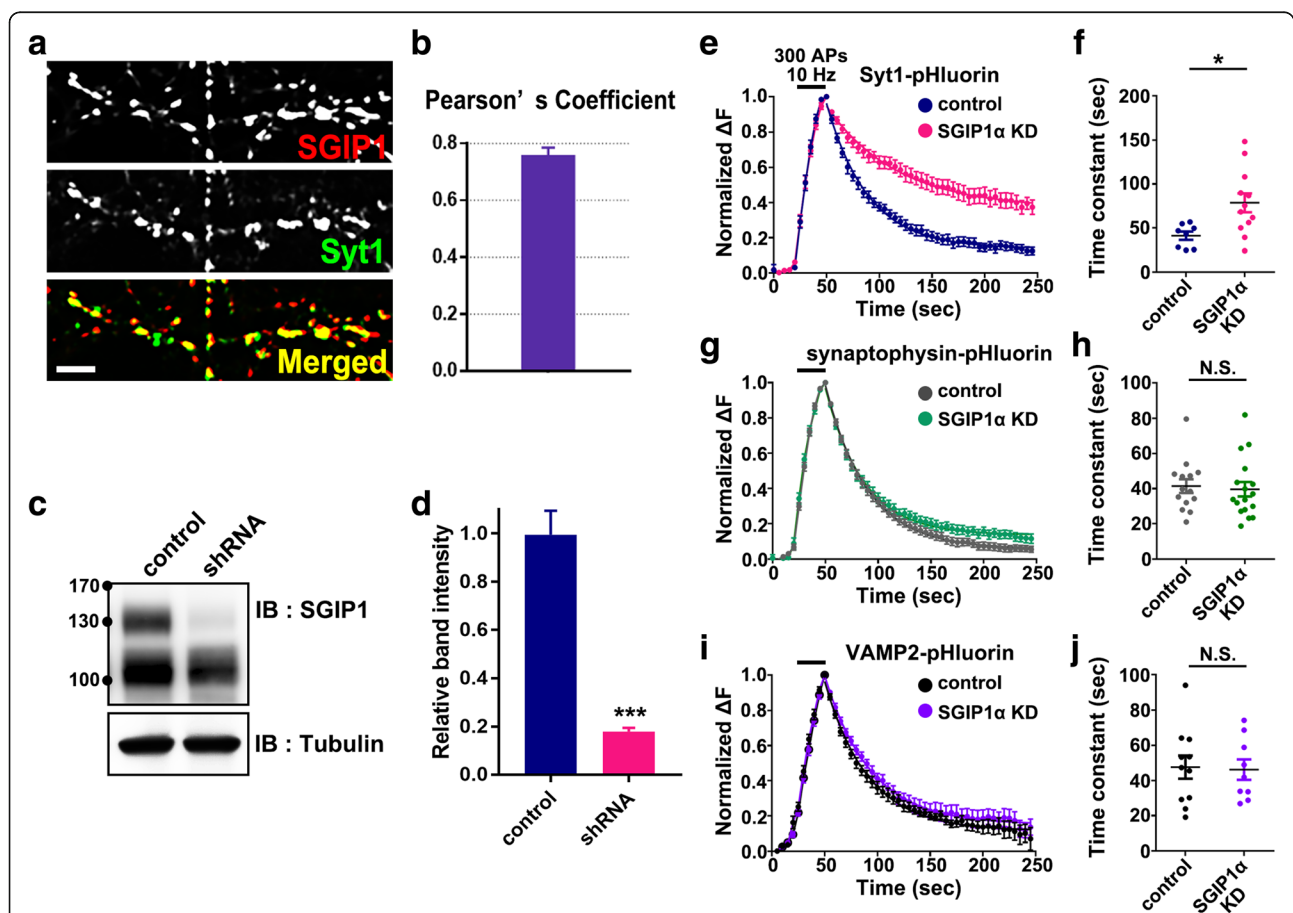 a
SGIP1
Syt1
Merged
b
Pearson’ s Coefficient
0.8
0.6
0.4
0.2
0.0
c
control
shRNA
170
130
100
IB : SGIP1
IB : Tubulin
d
Relative band intensity
1.0
0.8
0.6
0.4
0.2
0.0
***
control
shRNA
e
300 APs
10 Hz
Syt1-pHluorin
control
SGIP1α KD
Normalized ΔF
1.0
0.8
0.6
0.4
0.2
0.0
0 50 100 150 200 250
Time (sec)
f
*
Time constant (sec)
200
150
100
50
0
control
SGIP1α
KD
g
synaptophysin-pHluorin
control
SGIP1α KD
Normalized ΔF
1.0
0.8
0.6
0.4
0.2
0.0
0 50 100 150 200 250
Time (sec)
h
N.S.
Time constant (sec)
100
80
60
40
20
0
control
SGIP1α
KD
i
VAMP2-pHluorin
control
SGIP1α KD
Normalized ΔF
1.0
0.8
0.6
0.4
0.2
0.0
0 50 100 150 200 250
Time (sec)
j
N.S.
Time constant (sec)
100
80
60
40
20
0
control
SGIP1α
KD